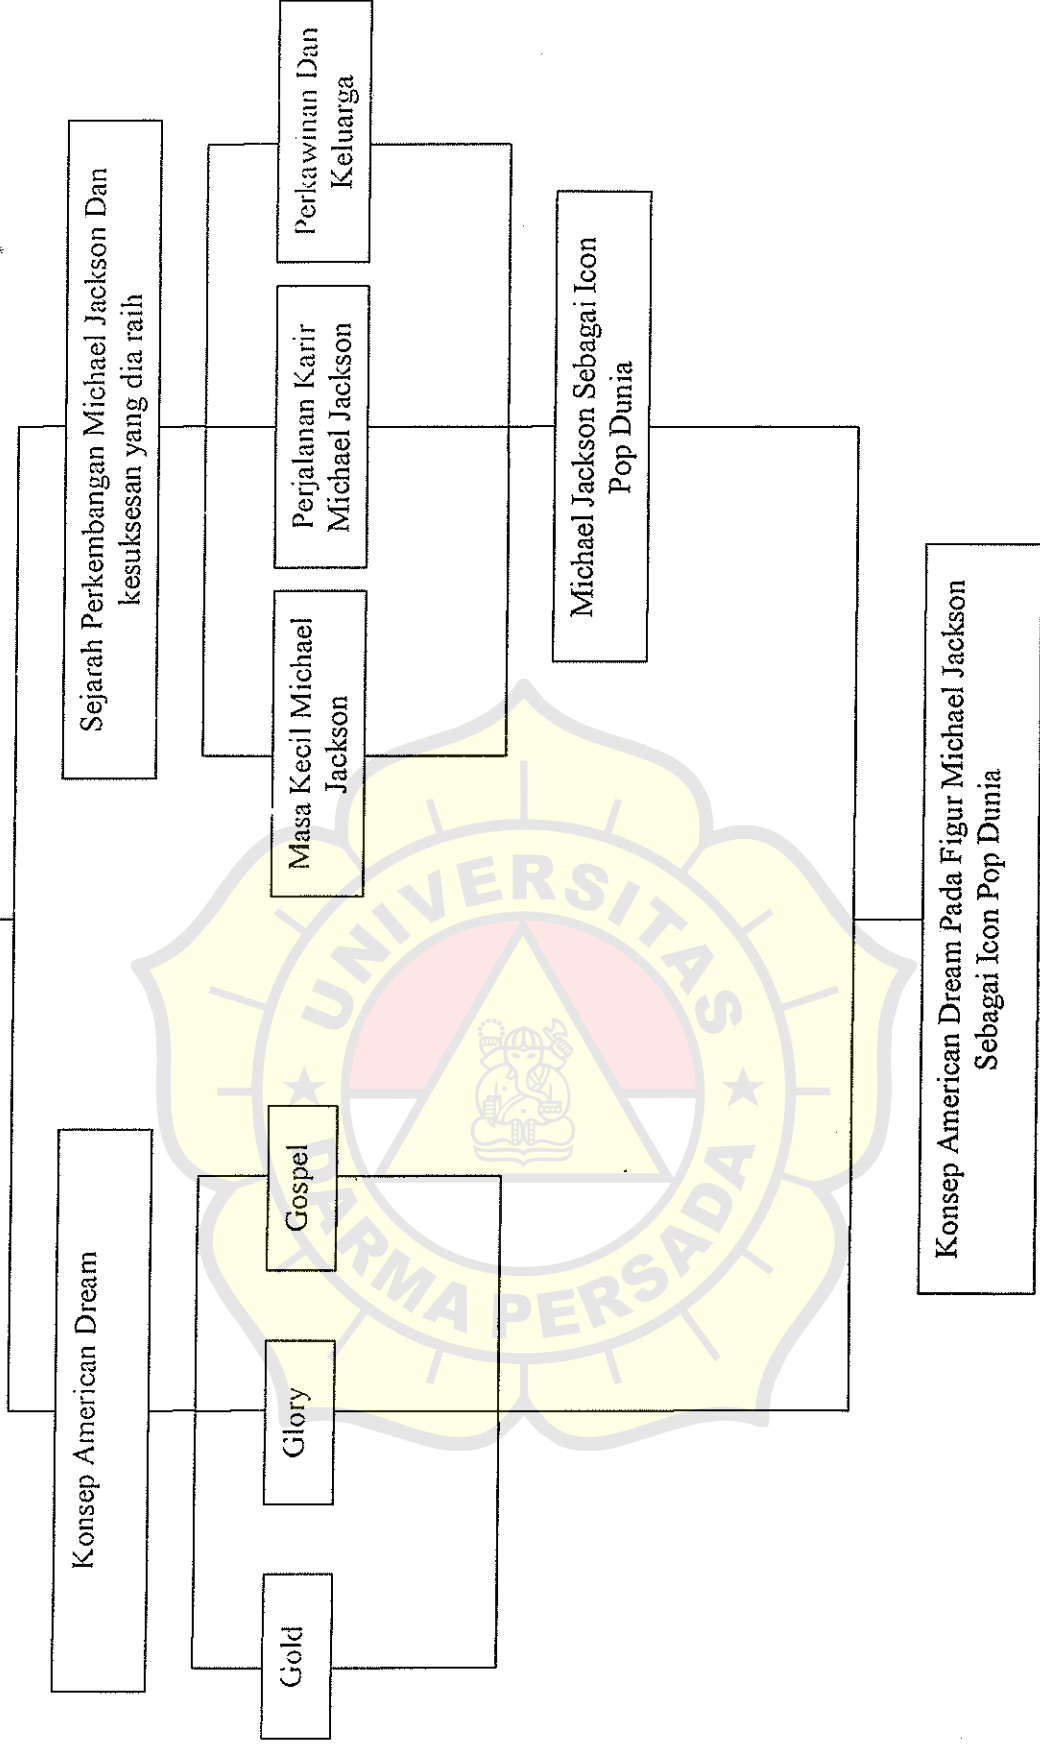 Konsep American Dream
Sejarah Perkembangan Michael Jackson Dan
kesuksesan yang dia raih
Gold
Glory
Gospel
Masa Kecil Michael
Jackson
Perjalanan Karir
Michael Jackson
Perkawinan Dan
Keluarga
Michael Jackson Sebagai Icon
Pop Dunia
Konsep American Dream Pada Figur Michael Jackson
Sebagai Icon Pop Dunia
UNIVERSITAS
DARMA PERSADA